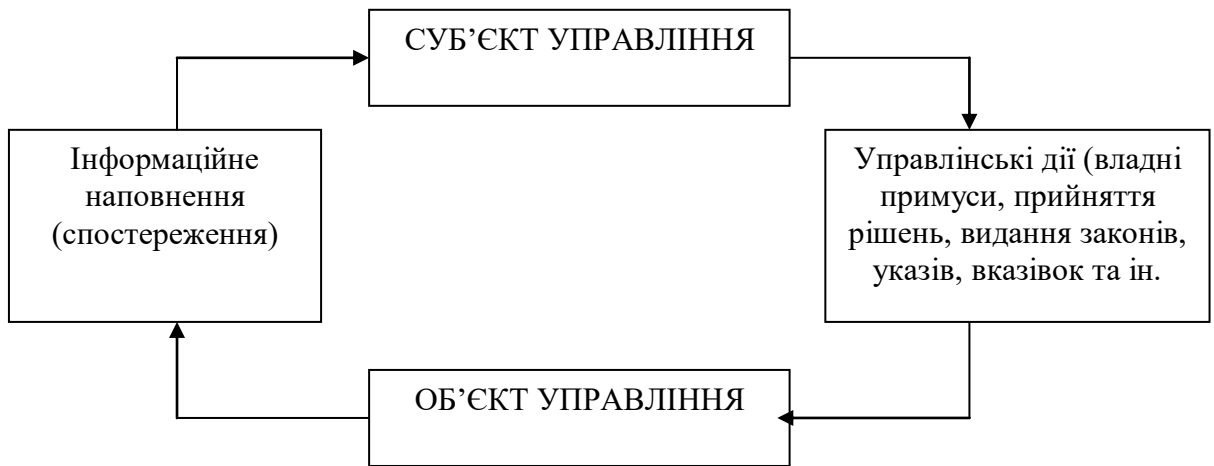 СУБ’ЄКТ УПРАВЛІННЯ
Інформаційне
наповнення
(спостереження)
Управлінські дії (владні
примуси, прийняття
рішень, видання законів,
указів, вказівок та ін.
ОБ’ЄКТ УПРАВЛІННЯ